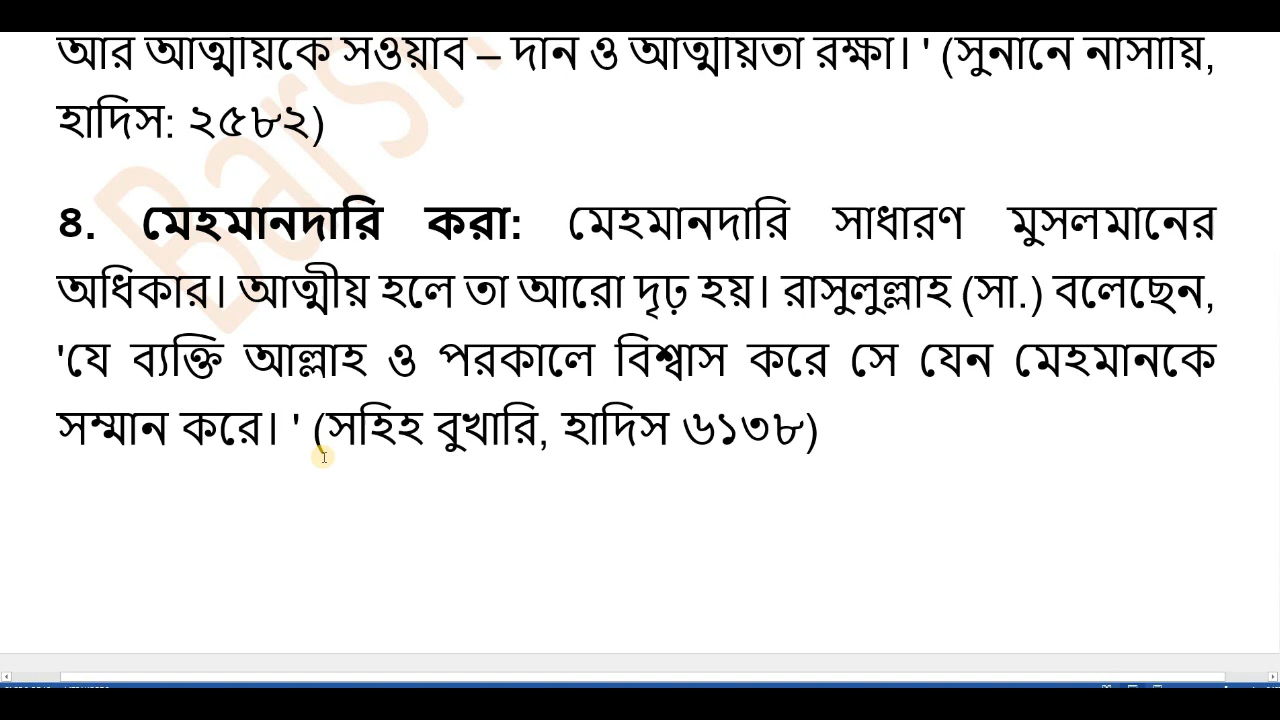 আর আত্মীয়কে সওয়াব – দান ও আত্মীয়তা রক্ষা। ' (সুনানে নাসায়ি,
হাদিস: ২৫৮২)
৪. মেহমানদারি করা: মেহমানদারি সাধারণ মুসলমানের
অধিকার। আত্মীয় হলে তা আরো দৃঢ় হয়। রাসুলুল্লাহ (সা.) বলেছেন,
'যে ব্যক্তি আল্লাহ ও পরকালে বিশ্বাস করে সে যেন মেহমানকে
সম্মান করে। ' (সহিহ বুখারি, হাদিস ৬১৩৮)